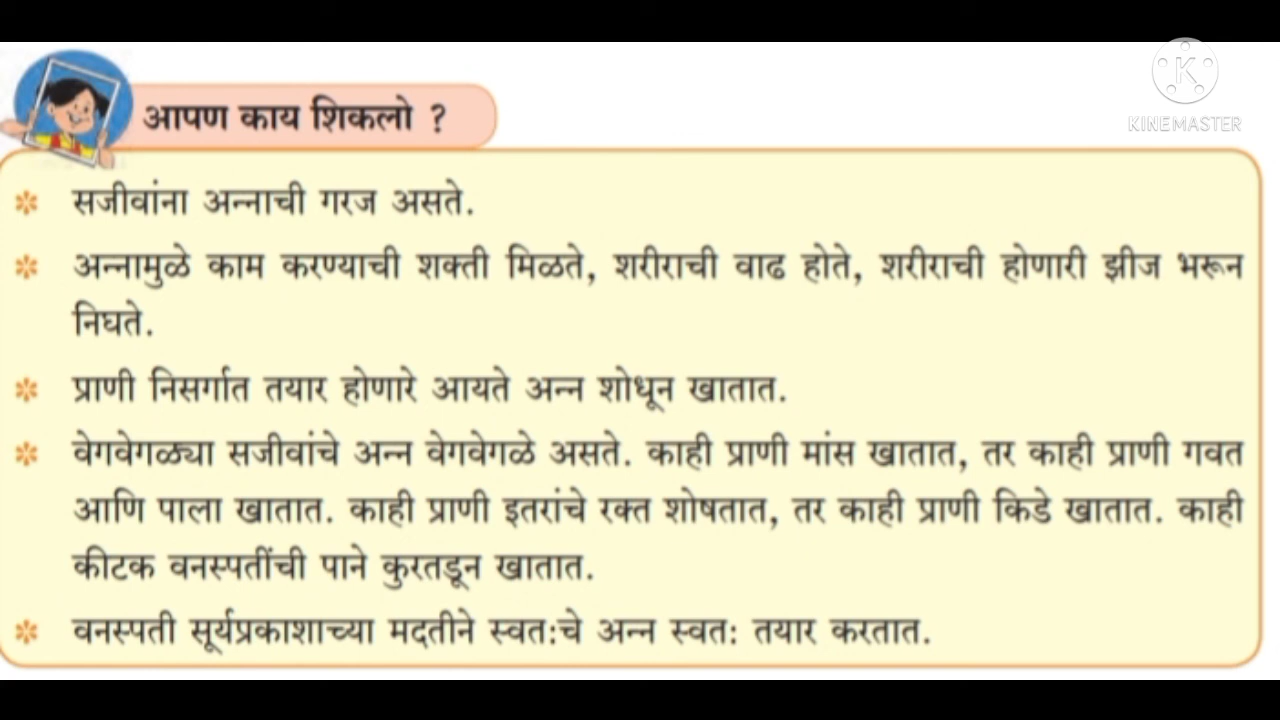 आपण काय शिकलो ?
KINEMASTER
सजीवांना अन्नाची गरज असते.
अन्नामुळे काम करण्याची शक्ती मिळते, शरीराची वाढ होते, शरीराची होणारी झीज भरून
निघते.
प्राणी निसर्गात तयार होणारे आयते अन्न शोधून खातात.
वेगवेगळ्या सजीवांचे अन्न वेगवेगळे असते. काही प्राणी मांस खातात, तर काही प्राणी गवत
आणि पाला खातात. काही प्राणी इतरांचे रक्त शोषतात, तर काही प्राणी किडे खातात. काही
कीटक वनस्पतींची पाने कुरतडून खातात.
वनस्पती सूर्यप्रकाशाच्या मदतीने स्वतःचे अन्न स्वतः तयार करतात.